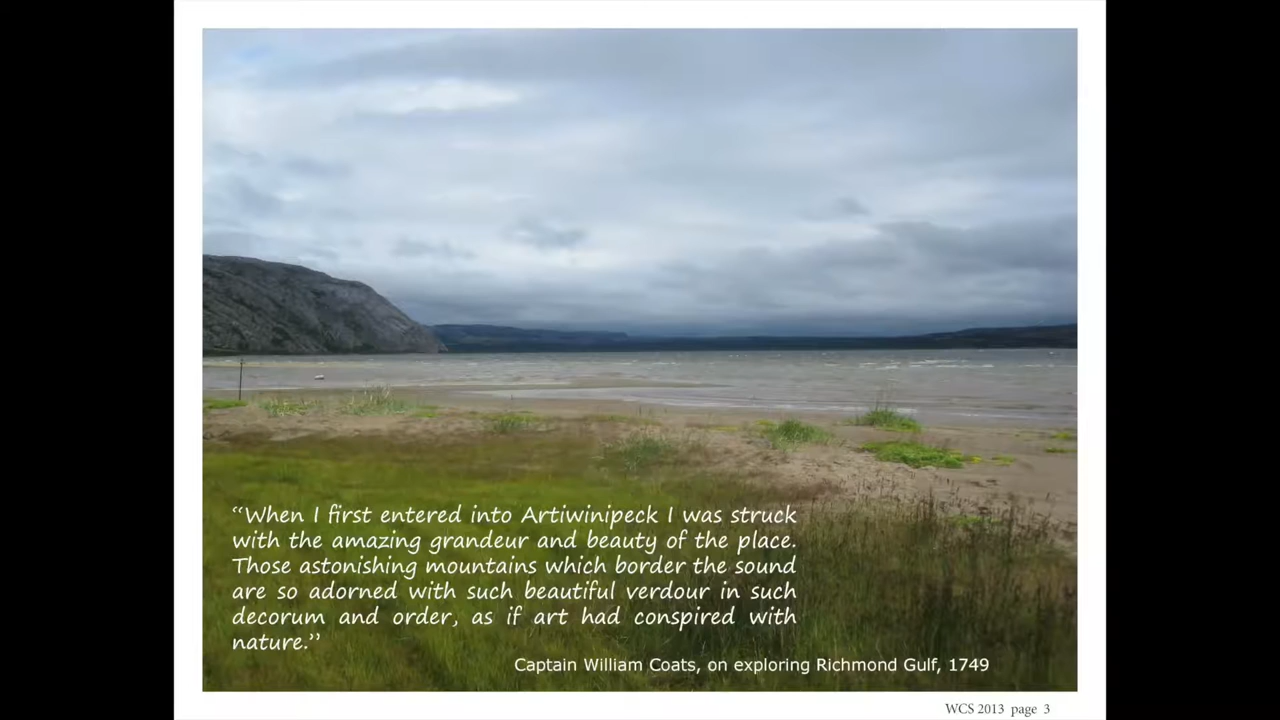 “When I first entered into Artiwinipeck I was struck
with the amazing grandeur and beauty of the place.
Those astonishing mountains which border the sound
are so adorned with such beautiful verdour in such
decorum and order, as if art had conspired with
nature.”
Captain William Coats, on exploring Richmond Gulf, 1749
WCS 2013 page 3